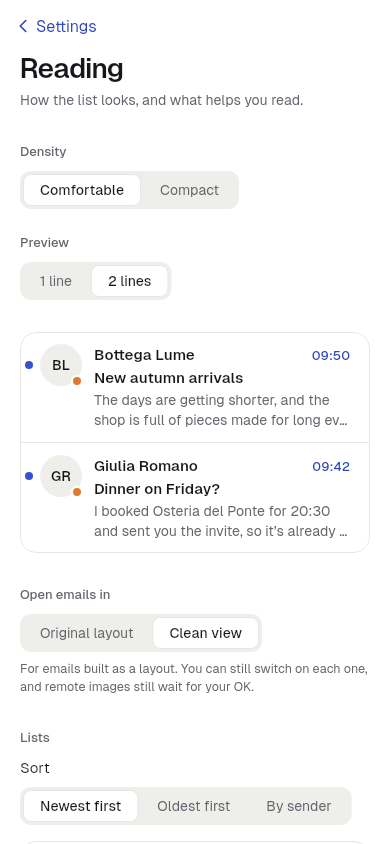 Settings
Reading
How the list looks, and what helps you read.
Density
Comfortable Compact
Preview
1 line 2 lines
BL Bottega Lume 09:50
New autumn arrivals
The days are getting shorter, and the
shop is full of pieces made for long ev...
GR Giulia Romano 09:42
Dinner on Friday?
I booked Osteria del Ponte for 20:30
and sent you the invite, so it's already ...
Open emails in
Original layout Clean view
For emails built as a layout. You can still switch on each one,
and remote images still wait for your OK.
Lists
Sort
Newest first Oldest first By sender